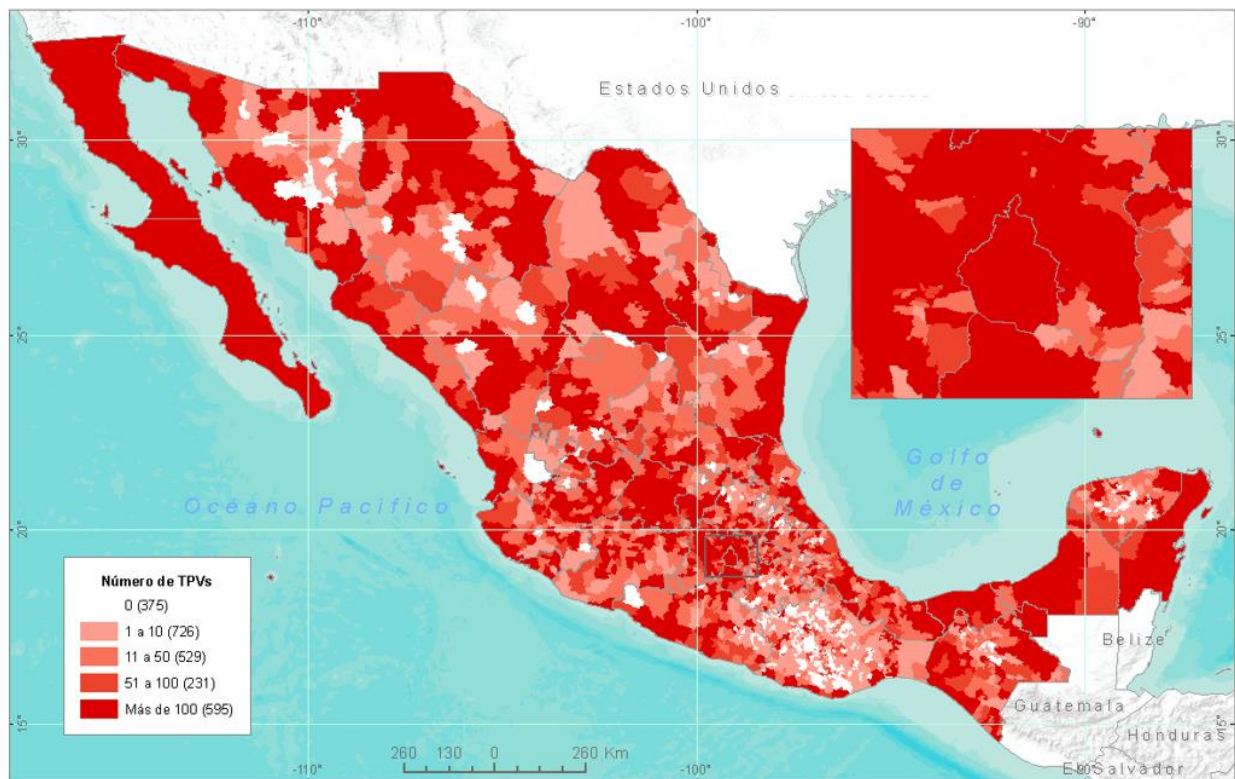 -110°
-100°
-90°
Estados Unidos
30°
30°
25°
25°
Golfo
de
México
Océano Pacífico
20°
20°
Número de TPVs
0 (375)
1 a 10 (726)
11 a 50 (529)
51 a 100 (231)
Más de 100 (595)
Belize
Guatemala
Honduras
El Salvador
15°
15°
260 130 0 260 Km
-110°
-100°
-90°